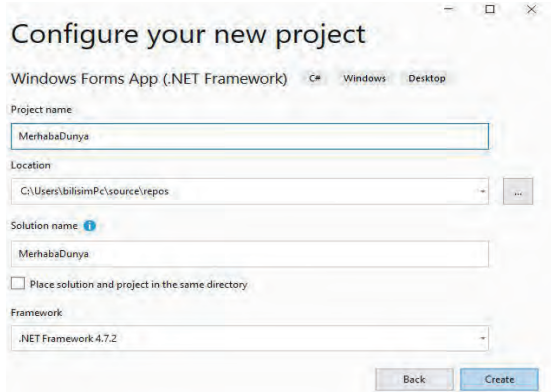 Configure your new project
Windows Forms App (.NET Framework) C# Windows Desktop
Project name
MerhabaDunya
Location
C:\Users\bilisimPc\source\repos
...
Solution name
MerhabaDunya
Place solution and project in the same directory
Framework
.NET Framework 4.7.2
Back Create